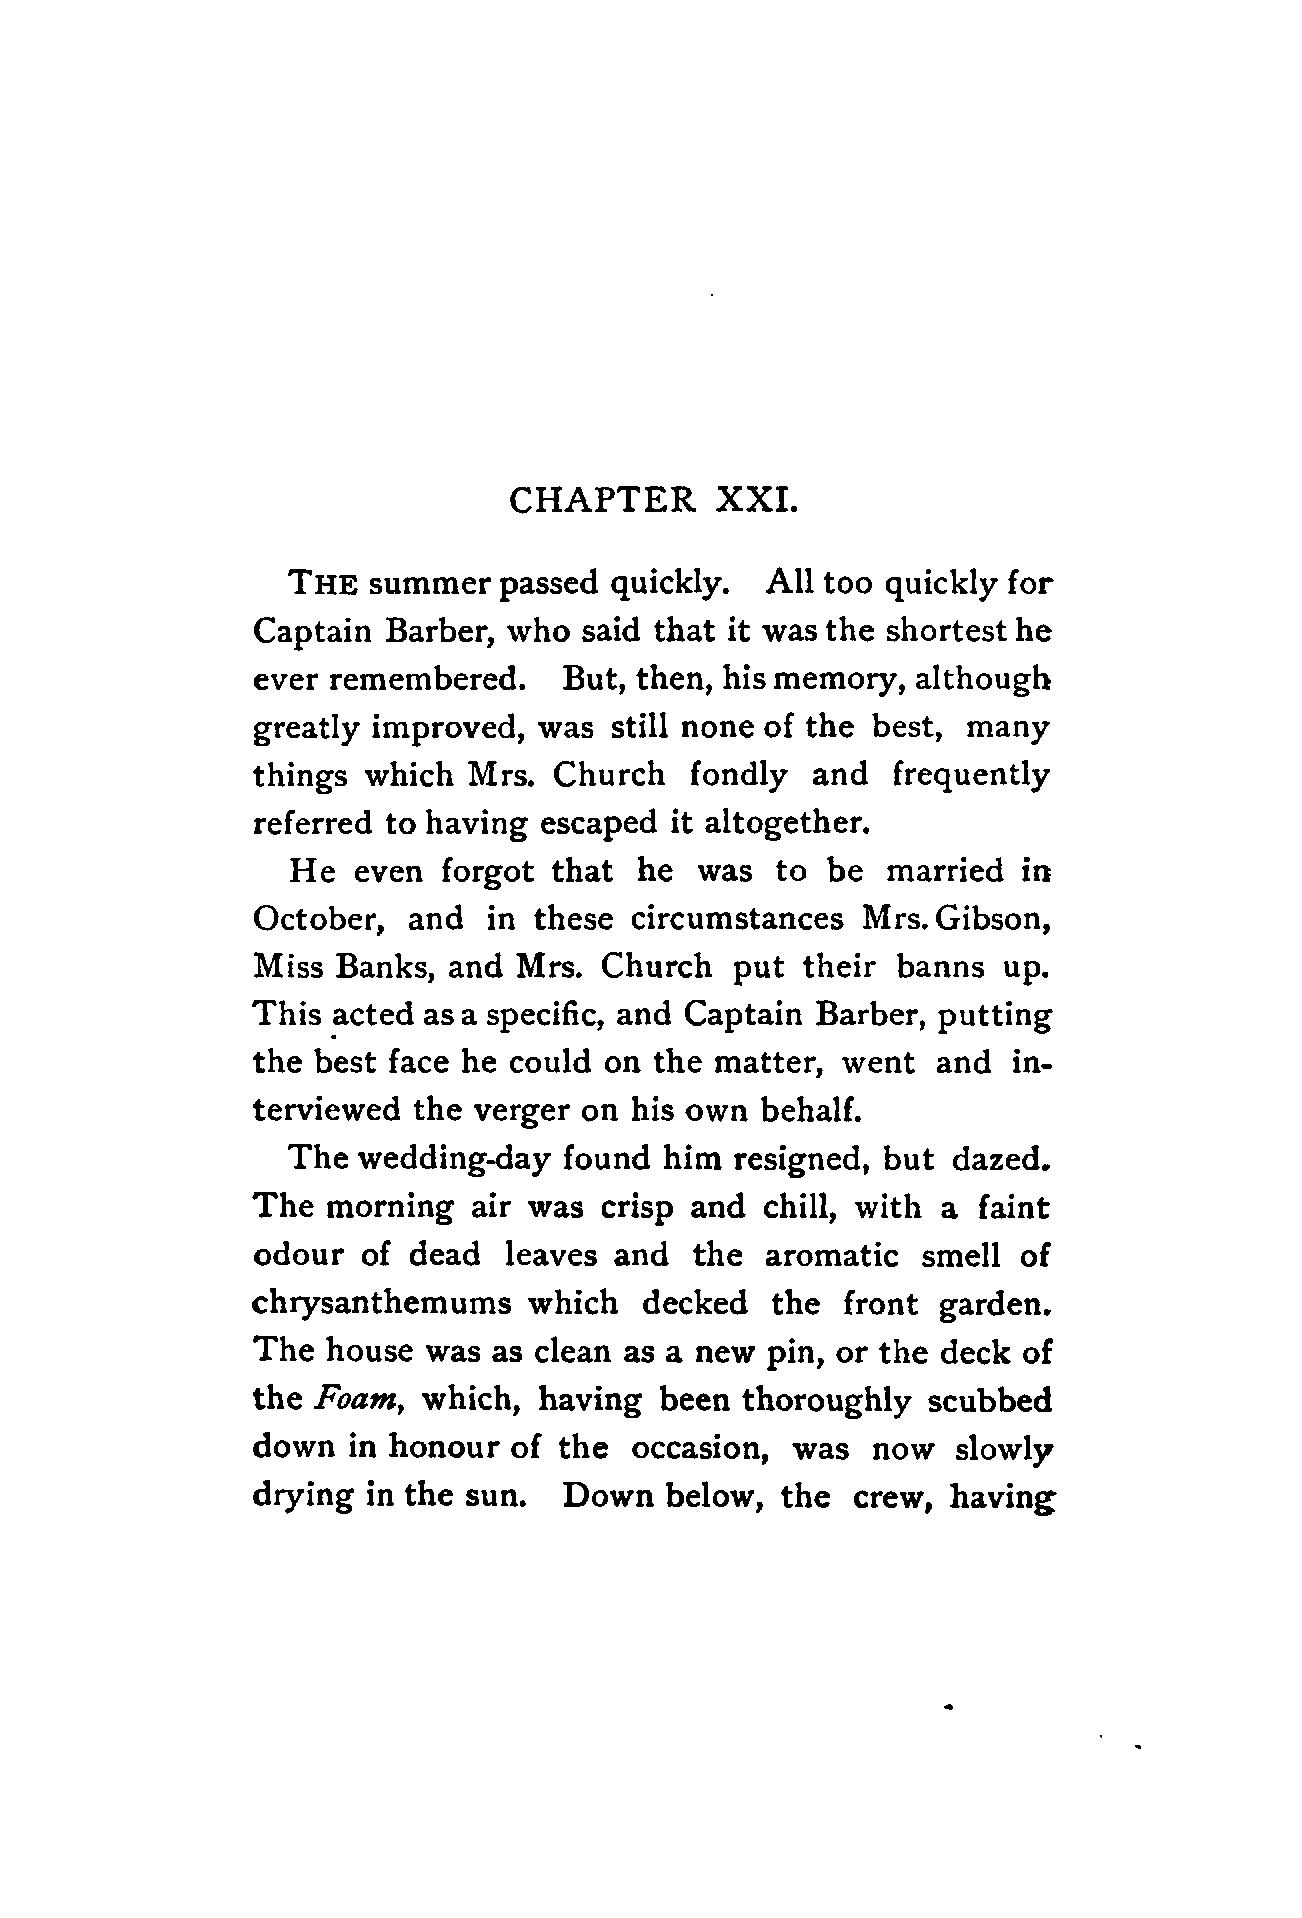 CHAPTER XXI.
THE summer passed quickly. All too quickly for
Captain Barber, who said that it was the shortest he
ever remembered. But, then, his memory, although
greatly improved, was still none of the best, many
things which Mrs. Church fondly and frequently
referred to having escaped it altogether.
He even forgot that he was to be married in
October, and in these circumstances Mrs. Gibson,
Miss Banks, and Mrs. Church put their banns up.
This acted as a specific, and Captain Barber, putting
the best face he could on the matter, went and in-
terviewed the verger on his own behalf.
The wedding-day found him resigned, but dazed.
The morning air was crisp and chill, with a faint
odour of dead leaves and the aromatic smell of
chrysanthemums which decked the front garden.
The house was as clean as a new pin, or the deck of
the Foam, which, having been thoroughly scubbed
down in honour of the occasion, was now slowly
drying in the sun. Down below, the crew, having